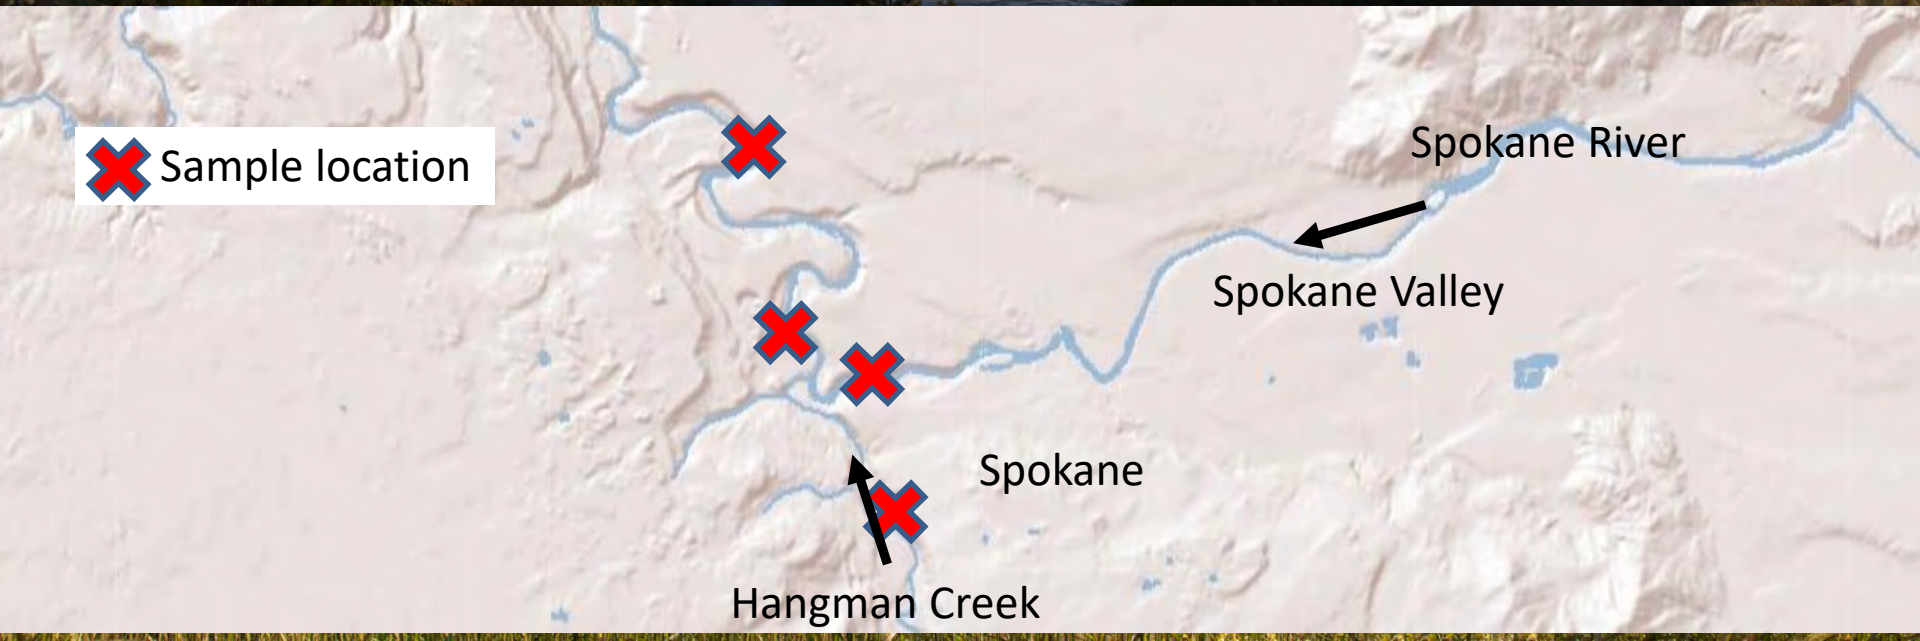 Spokane River
Sample location
Spokane Valley
Spokane
Hangman Creek